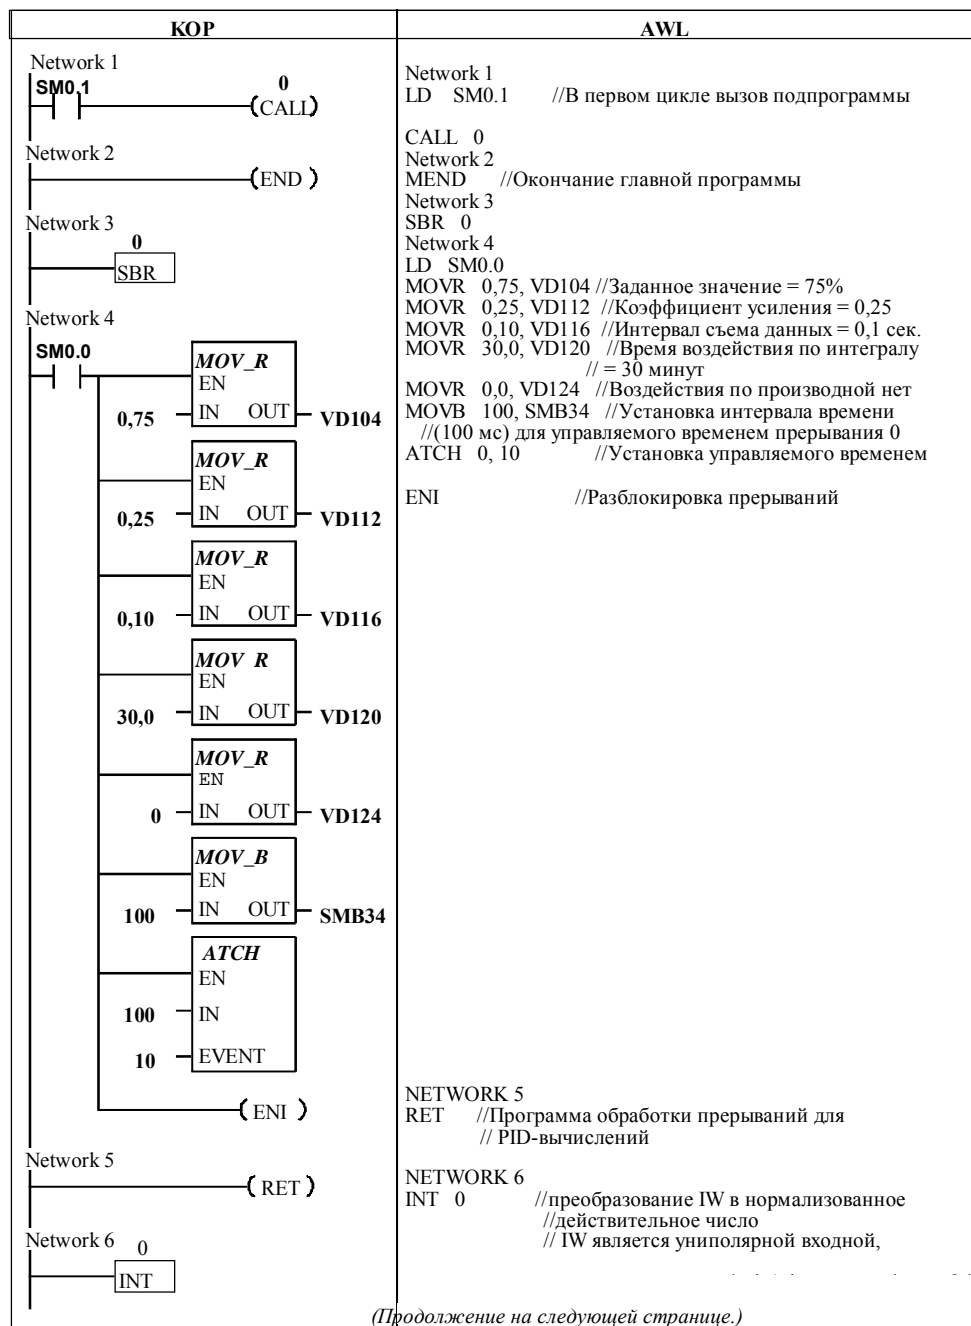 KOP
AWL
Network 1
SM0.1
0
(CALL)
Network 2
(END )
Network 3
0
SBR
Network 4
SM0.0
MOV_R
EN
0,75
IN OUT
VD104
MOV_R
EN
0,25
IN OUT
VD112
MOV_R
EN
0,10
IN OUT
VD116
MOV R
EN
30,0
IN OUT
VD120
MOV_R
EN
0
IN OUT
VD124
MOV_B
EN
100
IN OUT
SMB34
ATCH
EN
100
IN
10
EVENT
( ENI )
Network 5
( RET )
Network 6
0
INT
Network 1
LD SM0.1 //В первом цикле вызов подпрограммы
CALL 0
Network 2
MEND //Окончание главной программы
Network 3
SBR 0
Network 4
LD SM0.0
MOVR 0,75, VD104 //Заданное значение = 75%
MOVR 0,25, VD112 //Коэффициент усиления = 0,25
MOVR 0,10, VD116 //Интервал съема данных = 0,1 сек.
MOVR 30,0, VD120 //Время воздействия по интегралу
// = 30 минут
MOVR 0,0, VD124 //Воздействия по производной нет
MOVB 100, SMB34 //Установка интервала времени
//(100 мс) для управляемого временем прерывания 0
ATCH 0, 10 //Установка управляемого временем
ENI //Разблокировка прерываний
NETWORK 5
RET //Программа обработки прерываний для
// PID-вычислений
NETWORK 6
INT 0 //преобразование IW в нормализованное
//действительное число
// IW является униполярной входной,
(Продолжение на следующей странице.)